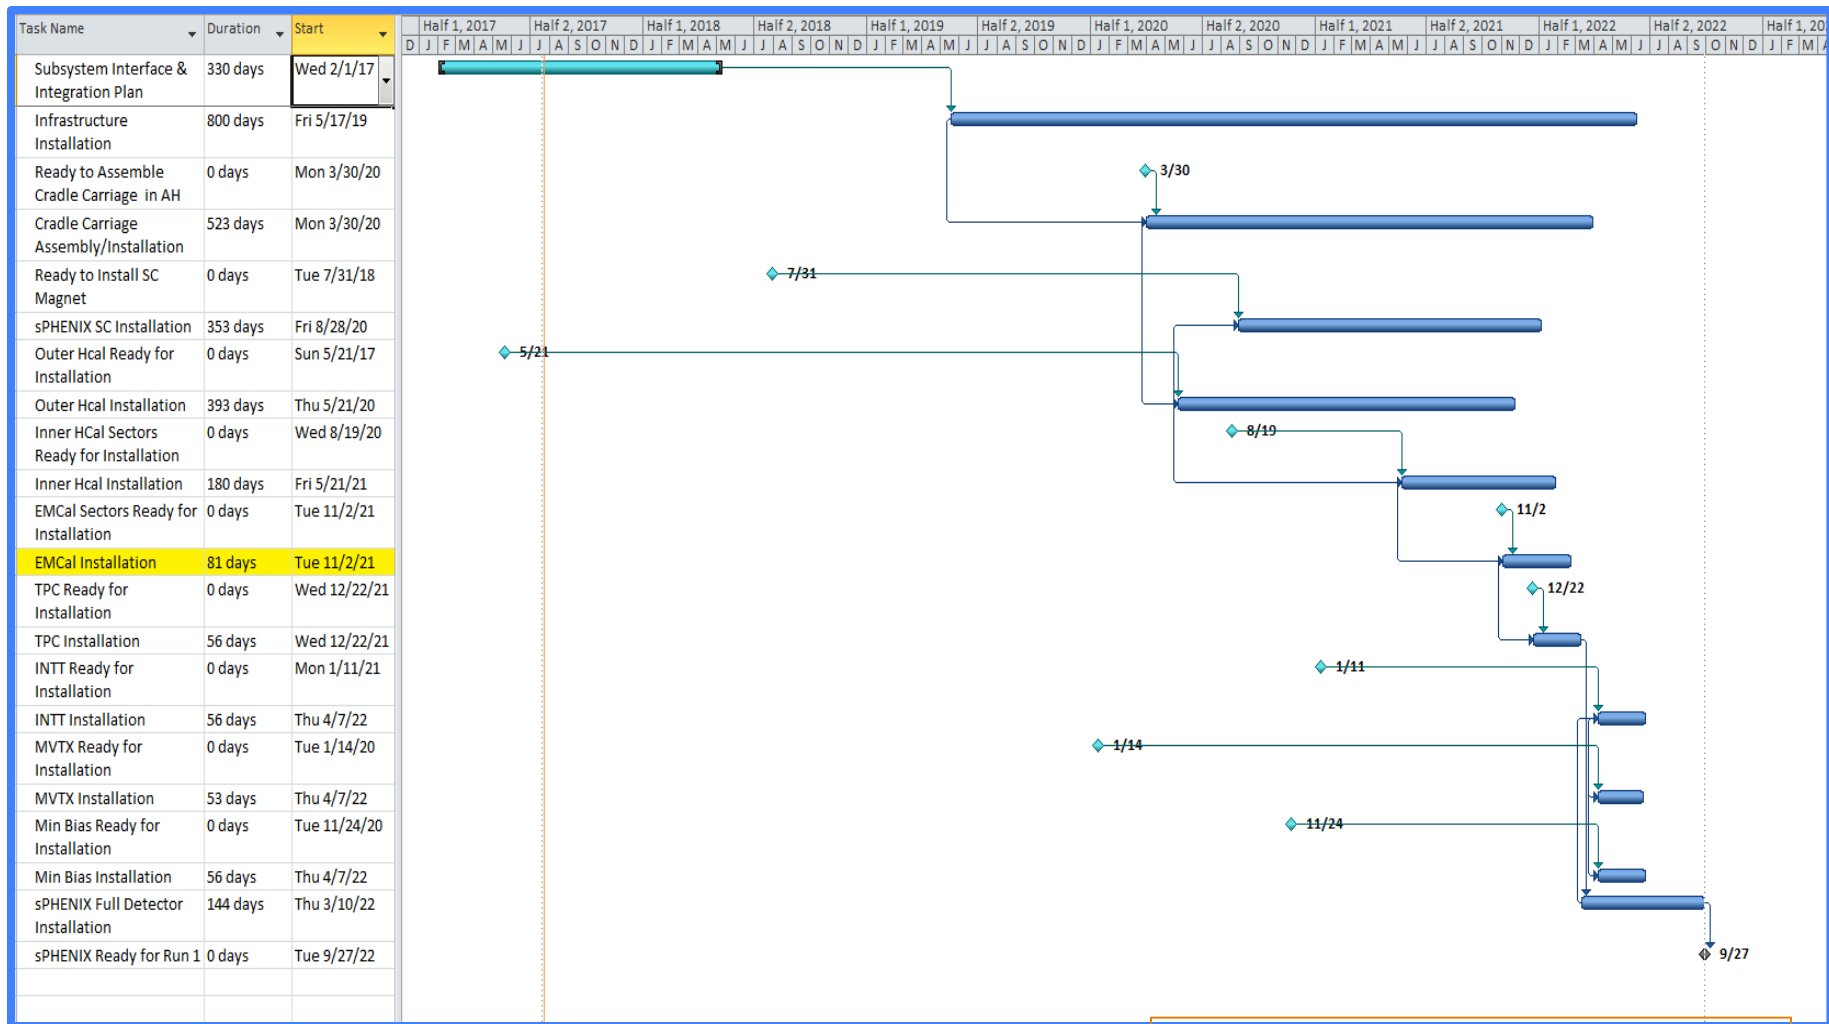 Task Name Duration Start
Half 1, 2017 Half 2, 2017 Half 1, 2018 Half 2, 2018 Half 1, 2019 Half 2, 2019 Half 1, 2020 Half 2, 2020 Half 1, 2021 Half 2, 2021 Half 1, 2022 Half 2, 2022 Half 1, 20
D J F M A M J J A S O N D J F M A M J J A S O N D J F M A M J J A S O N D J F M A M J J A S O N D J F M A M J J A S O N D J F M A M J J A S O N D J F M A
Subsystem Interface & 330 days Wed 2/1/17
Integration Plan
Infrastructure 800 days Fri 5/17/19
Installation
Ready to Assemble 0 days Mon 3/30/20 3/30
Cradle Carriage in AH
Cradle Carriage 523 days Mon 3/30/20
Assembly/Installation
Ready to Install SC 0 days Tue 7/31/18 7/31
Magnet
sPHENIX SC Installation 353 days Fri 8/28/20
Outer Hcal Ready for 0 days Sun 5/21/17 5/21
Installation
Outer Hcal Installation 393 days Thu 5/21/20
Inner HCal Sectors 0 days Wed 8/19/20 8/19
Ready for Installation
Inner Hcal Installation 180 days Fri 5/21/21
EMCal Sectors Ready for 0 days Tue 11/2/21 11/2
Installation
EMCal Installation 81 days Tue 11/2/21
TPC Ready for 0 days Wed 12/22/21 12/22
Installation
TPC Installation 56 days Wed 12/22/21
INTT Ready for 0 days Mon 1/11/21 1/11
Installation
INTT Installation 56 days Thu 4/7/22
MVTX Ready for 0 days Tue 1/14/20 1/14
Installation
MVTX Installation 53 days Thu 4/7/22
Min Bias Ready for 0 days Tue 11/24/20 11/24
Installation
Min Bias Installation 56 days Thu 4/7/22
sPHENIX Full Detector 144 days Thu 3/10/22
Installation
sPHENIX Ready for Run 1 0 days Tue 9/27/22 9/27